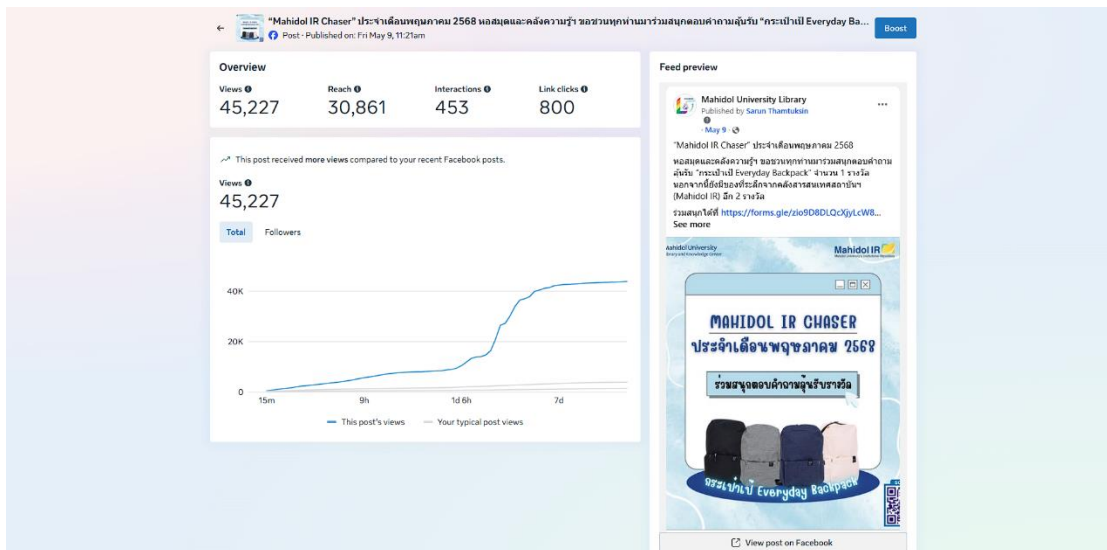 “Mahidol IR Chaser” ประจำเดือนพฤษภาคม 2568 หอสมุดและคลังความรู้ฯ ขอชวนทุกท่านมาร่วมสนุกตอบคำถามลุ้นรับ “กระเป๋าเป้ Everyday Ba...
Post · Published on: Fri May 9, 11:21am
Boost
Overview
Views
Reach
Interactions
Link clicks
45,227
30,861
453
800
This post received more views compared to your recent Facebook posts.
Views
45,227
Total
Followers
40K
20K
0
15m
9h
1d 6h
7d
This post's views
Your typical post views
Feed preview
Mahidol University Library
Published by Sarun Thamtuksin
· May 9 ·
"Mahidol IR Chaser" ประจำเดือนพฤษภาคม 2568
หอสมุดและคลังความรู้ฯ ขอชวนทุกท่านมาร่วมสนุกตอบคำถาม
ลุ้นรับ "กระเป๋าเป้ Everyday Backpack" จำนวน 1 รางวัล
นอกจากนี้ยังมีของที่ระลึกจากคลังสารสนเทศสถาบันฯ
(Mahidol IR) อีก 2 รางวัล
ร่วมสนุกได้ที่ https://forms.gle/zio9D8DLQcXjyLcW8...
See more
Mahidol University
Mahidol IR
MAHIDOL IR CHASER
ประจำเดือนพฤษภาคม 2568
ร่วมสนุกตอบคำถามลุ้นรับรางวัล
กระเป๋าเป้ Everyday Backpack
View post on Facebook